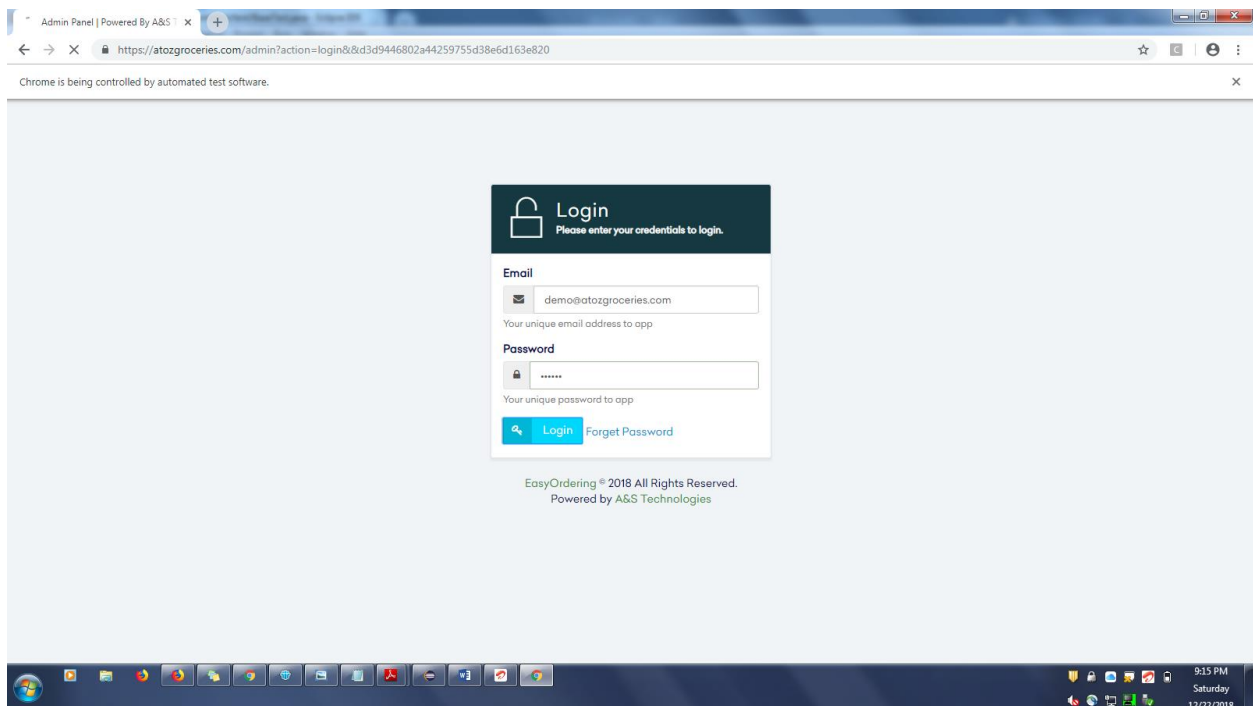 Admin Panel | Powered By A&S T
https://atozgroceries.com/admin?action=login&&d3d9446802a44259755d38e6d163e820
Chrome is being controlled by automated test software.
Login
Please enter your credentials to login.
Email
demo@atozgroceries.com
Your unique email address to app
Password
••••••
Your unique password to app
Login Forget Password
EasyOrdering © 2018 All Rights Reserved.
Powered by A&S Technologies
9:15 PM
Saturday
12/22/2018